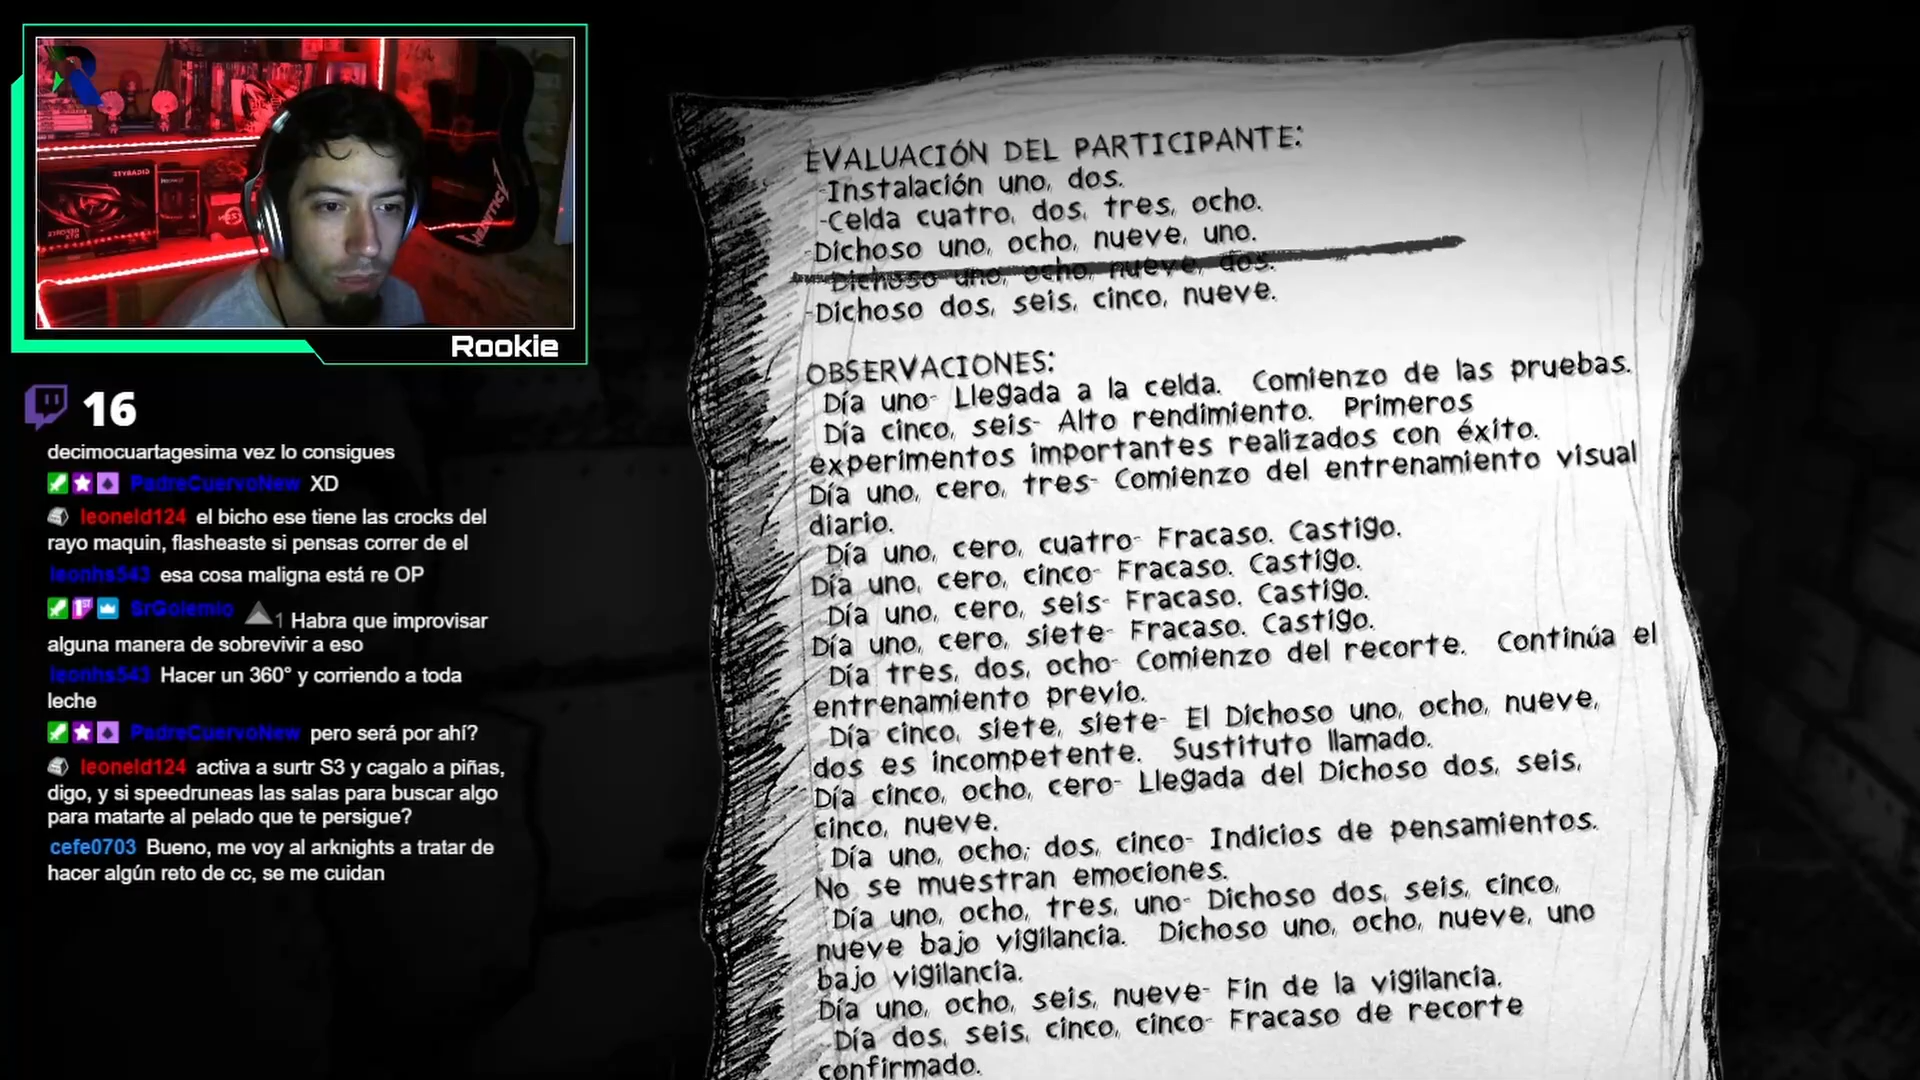 Rookie
16
decimocuartagesima vez lo consigues
PadreCuervoNew XD
leoneld124 el bicho ese tiene las crocks del
rayo maquin, flasheaste si pensas correr de el
leonhs543 esa cosa maligna está re OP
SrGolemio 1 Habra que improvisar
alguna manera de sobrevivir a eso
leonhs543 Hacer un 360° y corriendo a toda
leche
PadreCuervoNew pero será por ahí?
leoneld124 activa a surtr S3 y cagalo a piñas,
digo, y si speedruneas las salas para buscar algo
para matarte al pelado que te persigue?
cefe0703 Bueno, me voy al arknights a tratar de
hacer algún reto de cc, se me cuidan
EVALUACIÓN DEL PARTICIPANTE:
-Instalación uno, dos.
-Celda cuatro, dos, tres, ocho.
-Dichoso uno, ocho, nueve, uno.
-Dichoso uno, ocho, nueve, dos.
-Dichoso dos, seis, cinco, nueve.
OBSERVACIONES:
Día uno- Llegada a la celda. Comienzo de las pruebas.
Día cinco, seis- Alto rendimiento. Primeros
experimentos importantes realizados con éxito.
Día uno, cero, tres- Comienzo del entrenamiento visual
diario.
Día uno, cero, cuatro- Fracaso. Castigo.
Día uno, cero, cinco- Fracaso. Castigo.
Día uno, cero, seis- Fracaso. Castigo.
Día uno, cero, siete- Fracaso. Castigo.
Día tres, dos, ocho- Comienzo del recorte. Continúa el
entrenamiento previo.
Día cinco, siete, siete- El Dichoso uno, ocho, nueve,
dos es incompetente. Sustituto llamado.
Día cinco, ocho, cero- Llegada del Dichoso dos, seis,
cinco, nueve.
Día uno, ocho, dos, cinco- Indicios de pensamientos.
No se muestran emociones.
Día uno, ocho, tres, uno- Dichoso dos, seis, cinco,
nueve bajo vigilancia. Dichoso uno, ocho, nueve, uno
bajo vigilancia.
Día uno, ocho, seis, nueve- Fin de la vigilancia.
Día dos, seis, cinco, cinco- Fracaso de recorte
confirmado.